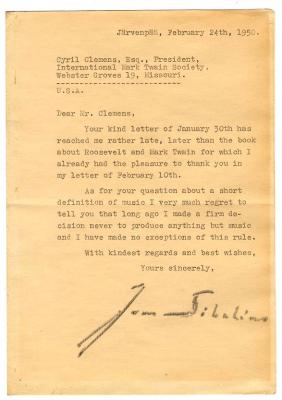 Järvenpää, February 24th, 1950.
Cyril Clemens, Esq., President,
International Mark Twain Society.
Webster Groves 19, Missouri.
U.S.A.
Dear Mr. Clemens,
Your kind letter of January 30th has
reached me rather late, later than the book
about Roosevelt and Mark Twain for which I
already had the pleasure to thank you in
my letter of February 10th.
As for your question about a short
definition of music I very much regret to
tell you that long ago I made a firm de-
cision never to produce anything but music
and I have made no exceptions of this rule.
With kindest regards and best wishes,
Yours sincerely,
Jean Sibelius